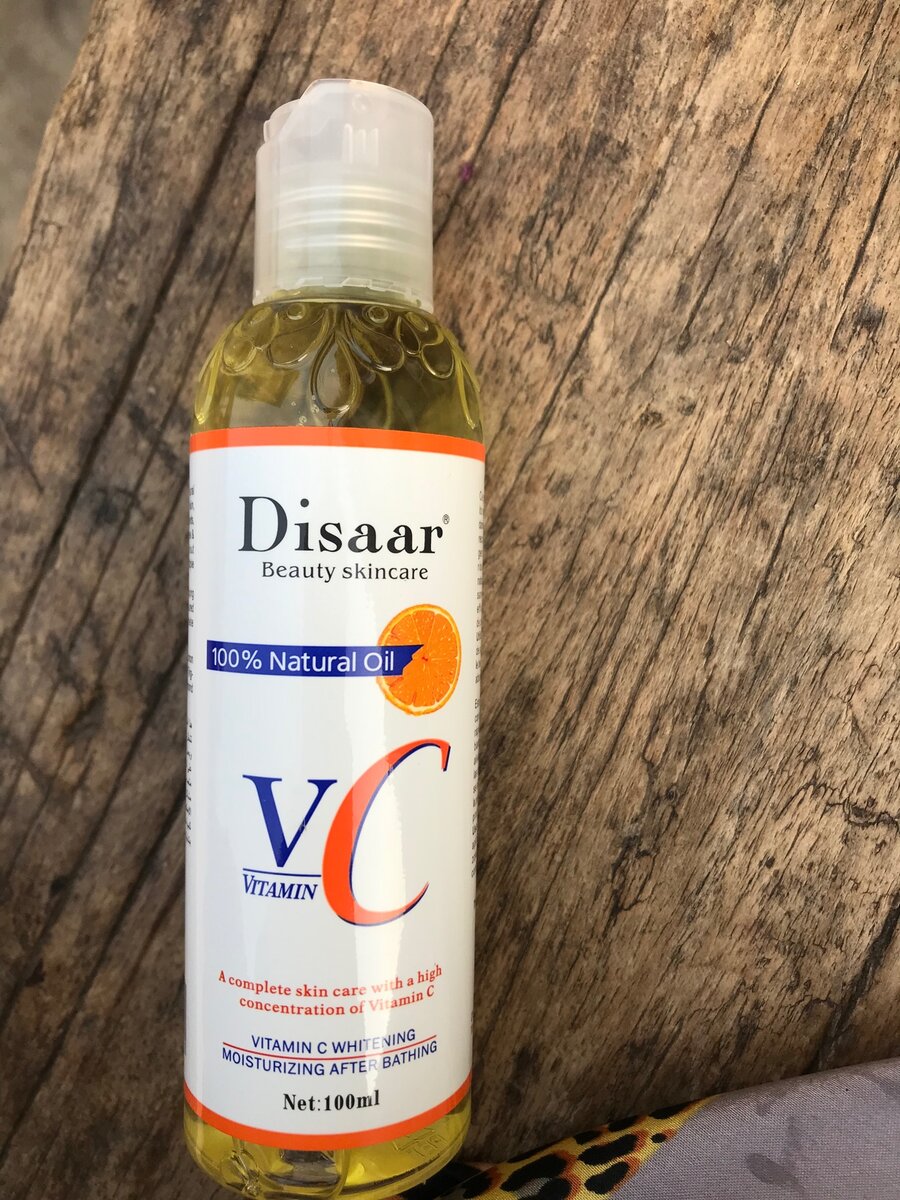 Disaar®
Beauty skincare
100% Natural Oil
VC
VITAMIN
A complete skin care with a high
concentration of Vitamin C
VITAMIN C WHITENING
MOISTURIZING AFTER BATHING
Net:100ml